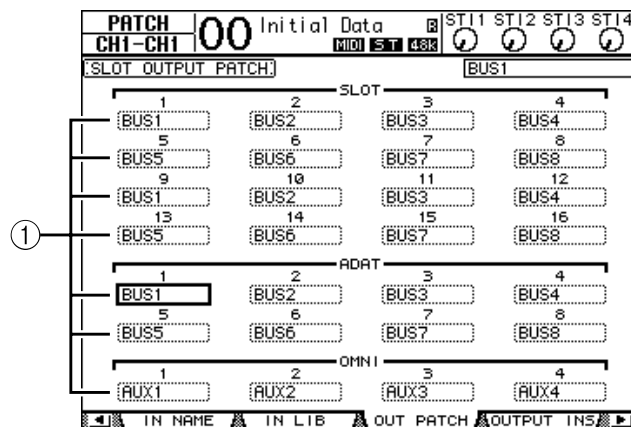 PATCH
CH1-CH1
00 Initial Data R
MIDI ST 48K
STI1 STI2 STI3 STI4
SLOT OUTPUT PATCH
BUS1
SLOT
1 2 3 4
BUS1 BUS2 BUS3 BUS4
5 6 7 8
BUS5 BUS6 BUS7 BUS8
9 10 11 12
BUS1 BUS2 BUS3 BUS4
13 14 15 16
BUS5 BUS6 BUS7 BUS8
1
ADAT
1 2 3 4
BUS1 BUS2 BUS3 BUS4
5 6 7 8
BUS5 BUS6 BUS7 BUS8
OMNI
1 2 3 4
AUX1 AUX2 AUX3 AUX4
IN NAME IN LIB OUT PATCH OUTPUT INS